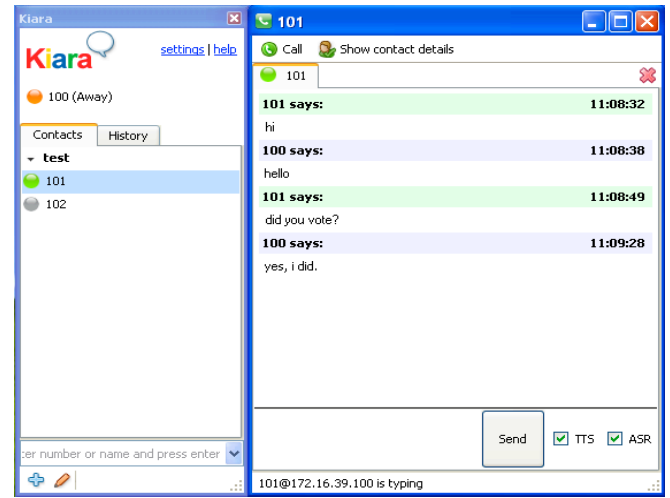 Kiara
Kiara
settings | help
100 (Away)
Contacts History
test
101
102
ter number or name and press enter
101
Call Show contact details
101
101 says: 11:08:32
hi
100 says: 11:08:38
hello
101 says: 11:08:49
did you vote?
100 says: 11:09:28
yes, i did.
Send TTS ASR
101@172.16.39.100 is typing